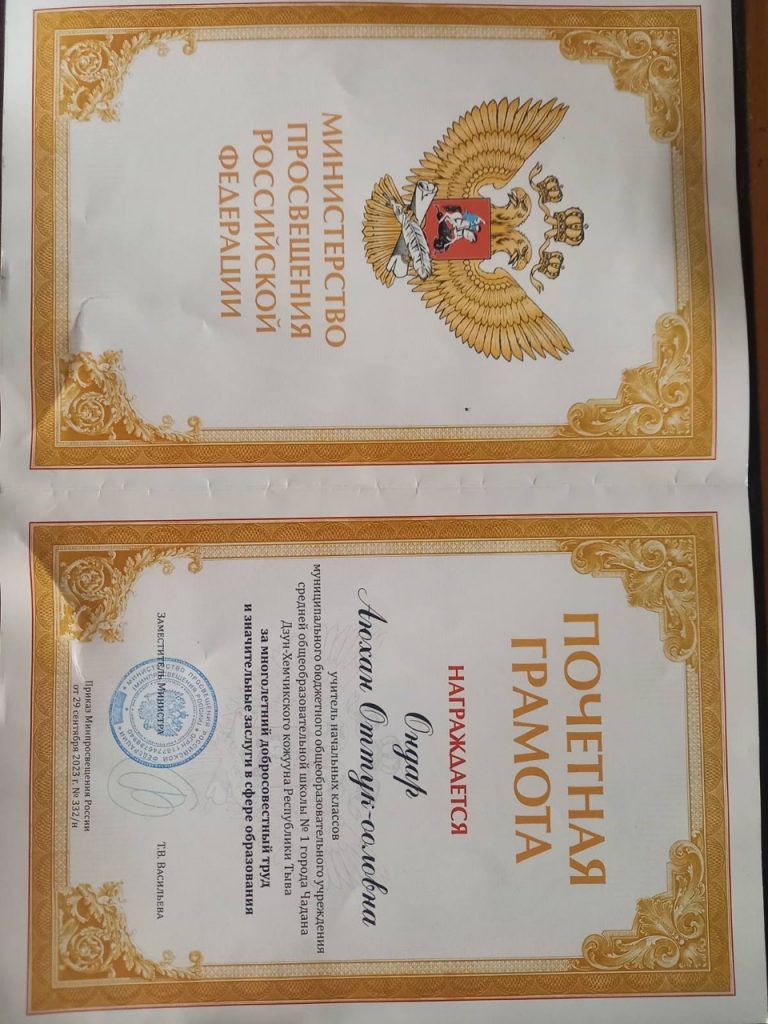 МИНИСТЕРСТВО
ПРОСВЕЩЕНИЯ
РОССИЙСКОЙ
ФЕДЕРАЦИИ
ПОЧЕТНАЯ
ГРАМОТА
НАГРАЖДАЕТСЯ
Ондар
Аюхан Оттук-ооловна
учитель начальных классов
муниципального бюджетного общеобразовательного учреждения
средней общеобразовательной школы № 1 города Чадана
Дзун-Хемчикского кожууна Республики Тыва
за многолетний добросовестный труд
и значительные заслуги в сфере образования
Заместитель Министра
Т.В. Васильева
Приказ Минпросвещения России
от 29 сентября 2023 г. № 332/н